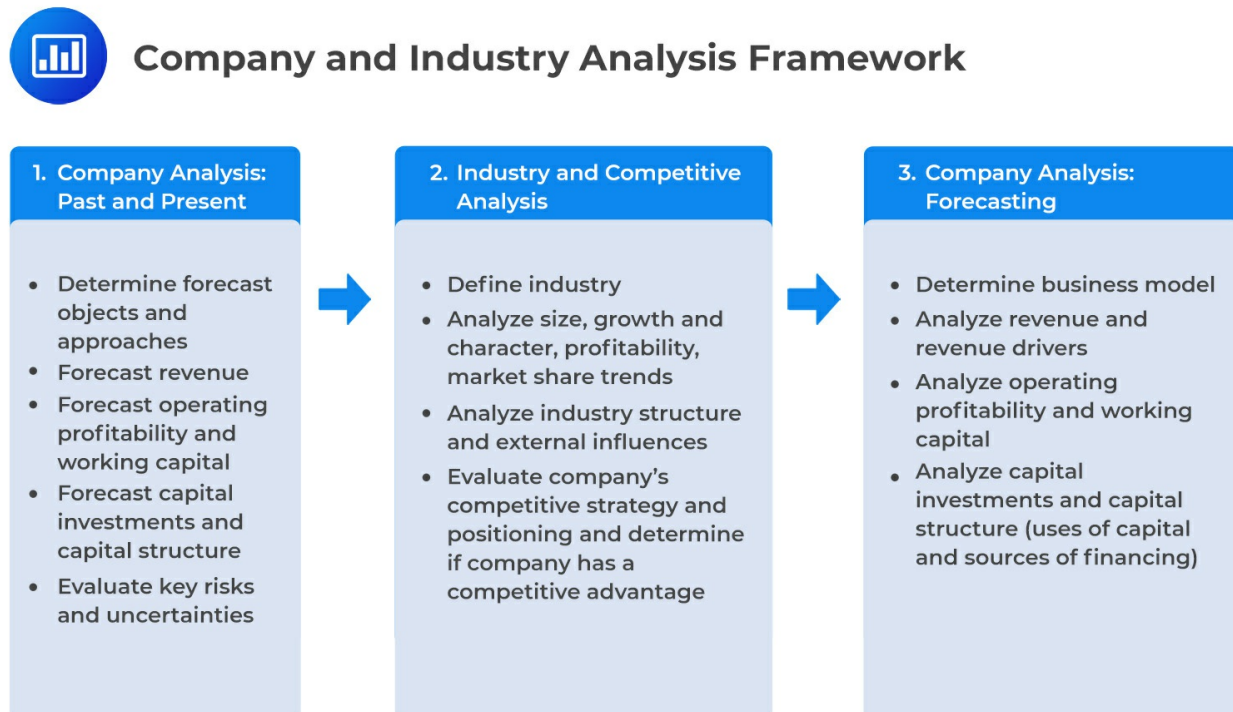 Company and Industry Analysis Framework
1. Company Analysis:
Past and Present
• Determine forecast
objects and
approaches
• Forecast revenue
• Forecast operating
profitability and
working capital
• Forecast capital
investments and
capital structure
• Evaluate key risks
and uncertainties
2. Industry and Competitive
Analysis
• Define industry
• Analyze size, growth and
character, profitability,
market share trends
• Analyze industry structure
and external influences
• Evaluate company’s
competitive strategy and
positioning and determine
if company has a
competitive advantage
3. Company Analysis:
Forecasting
• Determine business model
• Analyze revenue and
revenue drivers
• Analyze operating
profitability and working
capital
• Analyze capital
investments and capital
structure (uses of capital
and sources of financing)